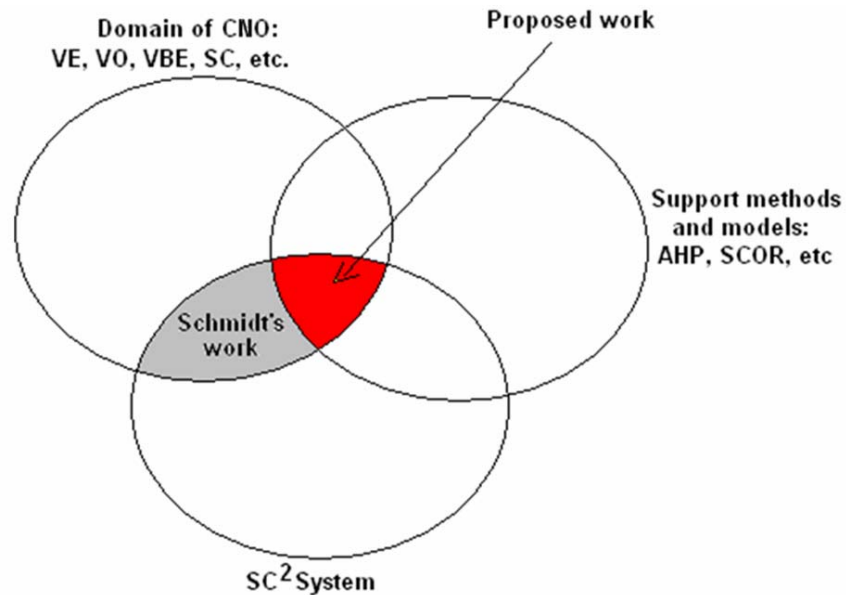 Domain of CNO:
VE, VO, VBE, SC, etc.
Proposed work
Support methods
and models:
AHP, SCOR, etc
Schmidt's
work
SC² System